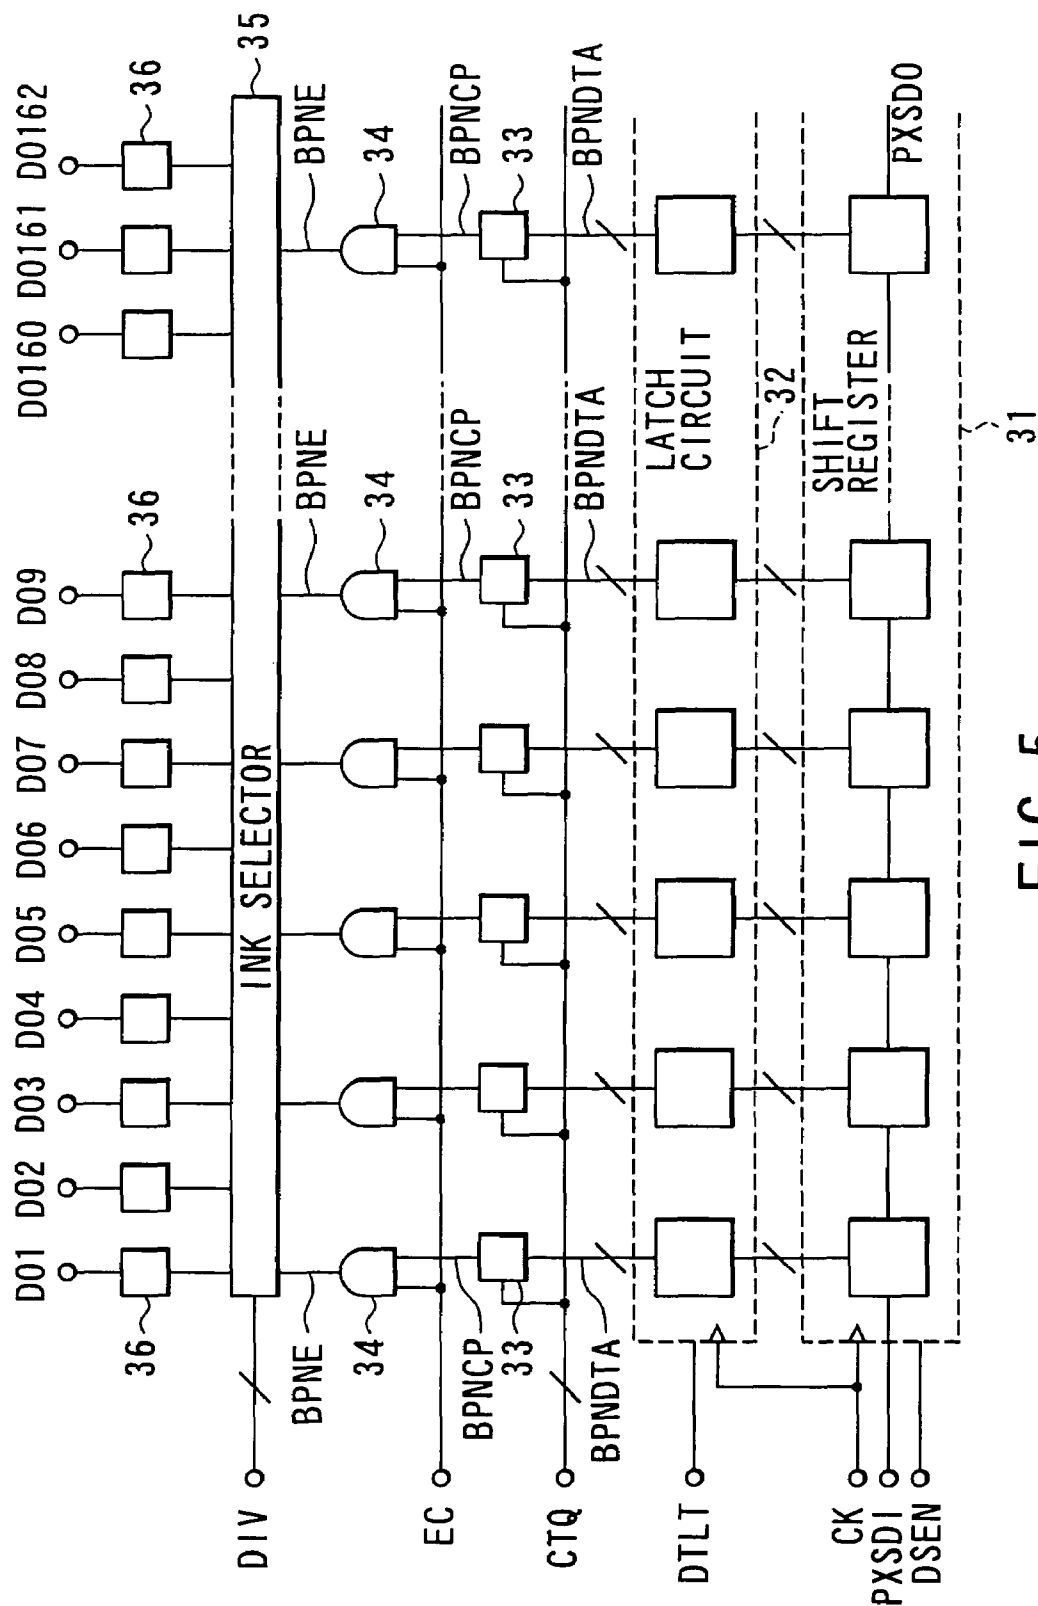 D01 D02 D03 D04 D05 D06 D07 D08 D09 D0160 D0161 D0162
36 36 36
DIV INK SELECTOR 35
BPNE BPNE BPNE
34 34 34
EC
BPNCP BPNCP BPNCP
33 33 33
CTQ
BPNDTA BPNDTA BPNDTA
DTLT
LATCH
CIRCUIT
32
SHIFT
REGISTER
CK
PXSDI PXSDO
DSEN
31
FIG. 5